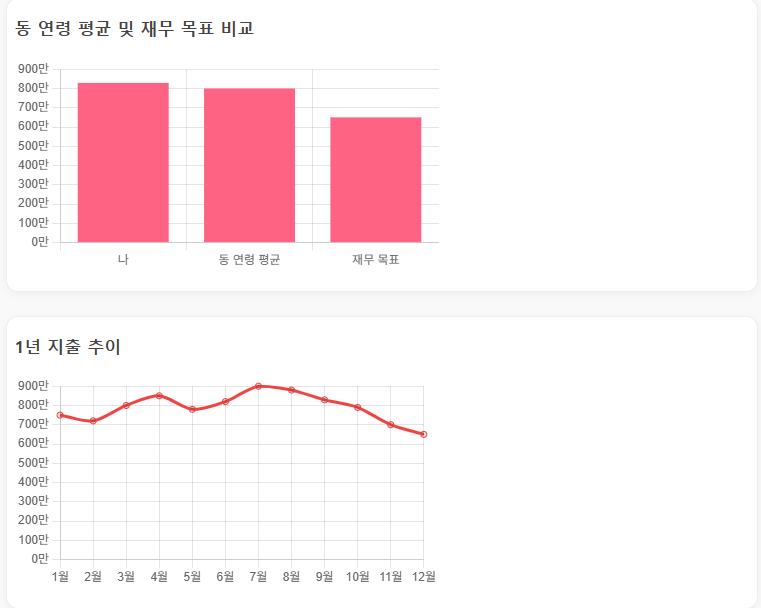 동 연령 평균 및 재무 목표 비교
900만
800만
700만
600만
500만
400만
300만
200만
100만
0만
나 동 연령 평균 재무 목표
1년 지출 추이
900만
800만
700만
600만
500만
400만
300만
200만
100만
0만
1월 2월 3월 4월 5월 6월 7월 8월 9월 10월 11월 12월